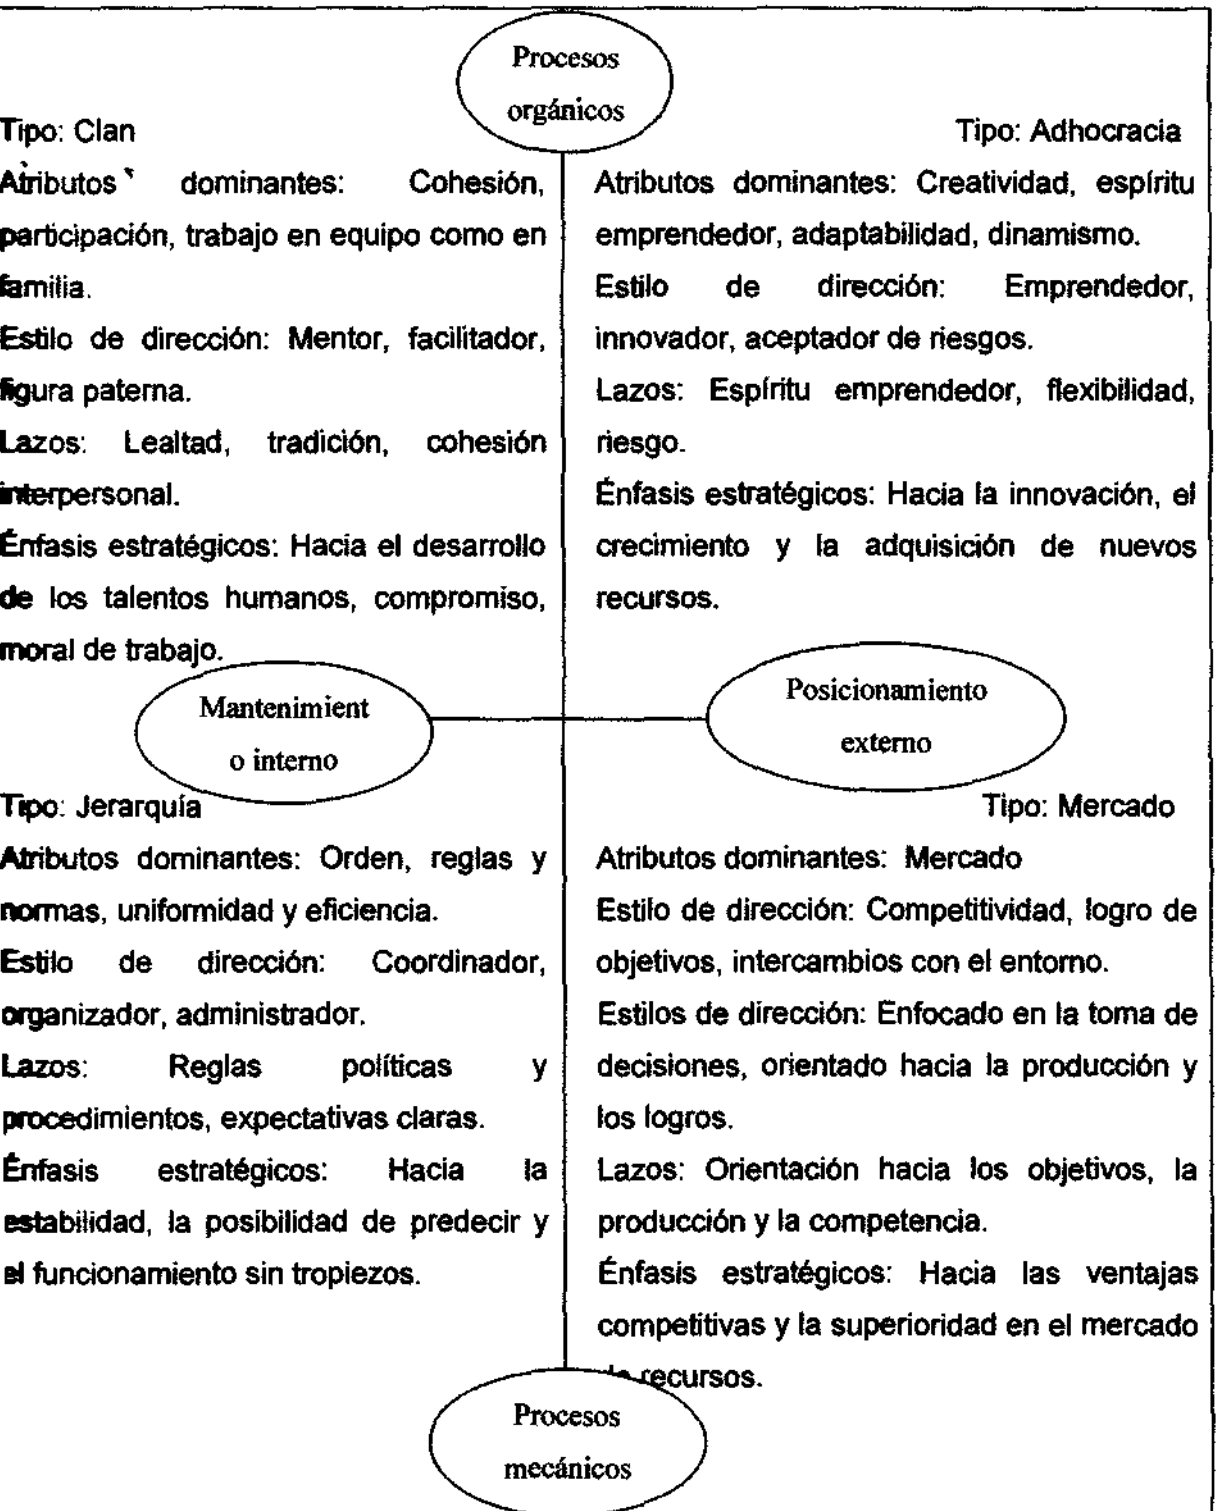 Procesos
orgánicos
Tipo: Clan
Atributos dominantes: Cohesión,
participación, trabajo en equipo como en
familia.
Estilo de dirección: Mentor, facilitador,
figura paterna.
Lazos: Lealtad, tradición, cohesión
interpersonal.
Énfasis estratégicos: Hacia el desarrollo
de los talentos humanos, compromiso,
moral de trabajo.
Tipo: Adhocracia
Atributos dominantes: Creatividad, espíritu
emprendedor, adaptabilidad, dinamismo.
Estilo de dirección: Emprendedor,
innovador, aceptador de riesgos.
Lazos: Espíritu emprendedor, flexibilidad,
riesgo.
Énfasis estratégicos: Hacia la innovación, el
crecimiento y la adquisición de nuevos
recursos.
Mantenimient
o interno
Posicionamiento
externo
Tipo: Jerarquía
Atributos dominantes: Orden, reglas y
normas, uniformidad y eficiencia.
Estilo de dirección: Coordinador,
organizador, administrador.
Lazos: Reglas políticas y
procedimientos, expectativas claras.
Énfasis estratégicos: Hacia la
estabilidad, la posibilidad de predecir y
el funcionamiento sin tropiezos.
Tipo: Mercado
Atributos dominantes: Mercado
Estilo de dirección: Competitividad, logro de
objetivos, intercambios con el entorno.
Estilos de dirección: Enfocado en la toma de
decisiones, orientado hacia la producción y
los logros.
Lazos: Orientación hacia los objetivos, la
producción y la competencia.
Énfasis estratégicos: Hacia las ventajas
competitivas y la superioridad en el mercado
de recursos.
Procesos
mecánicos